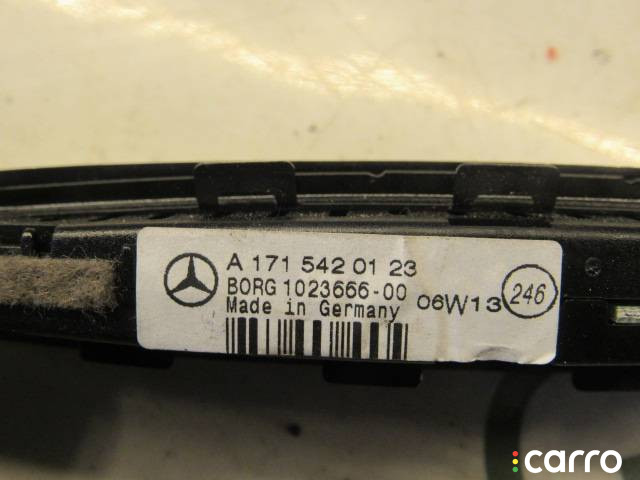 A 171 542 01 23
BORG 1023666-00 06W13 246
Made in Germany
carro